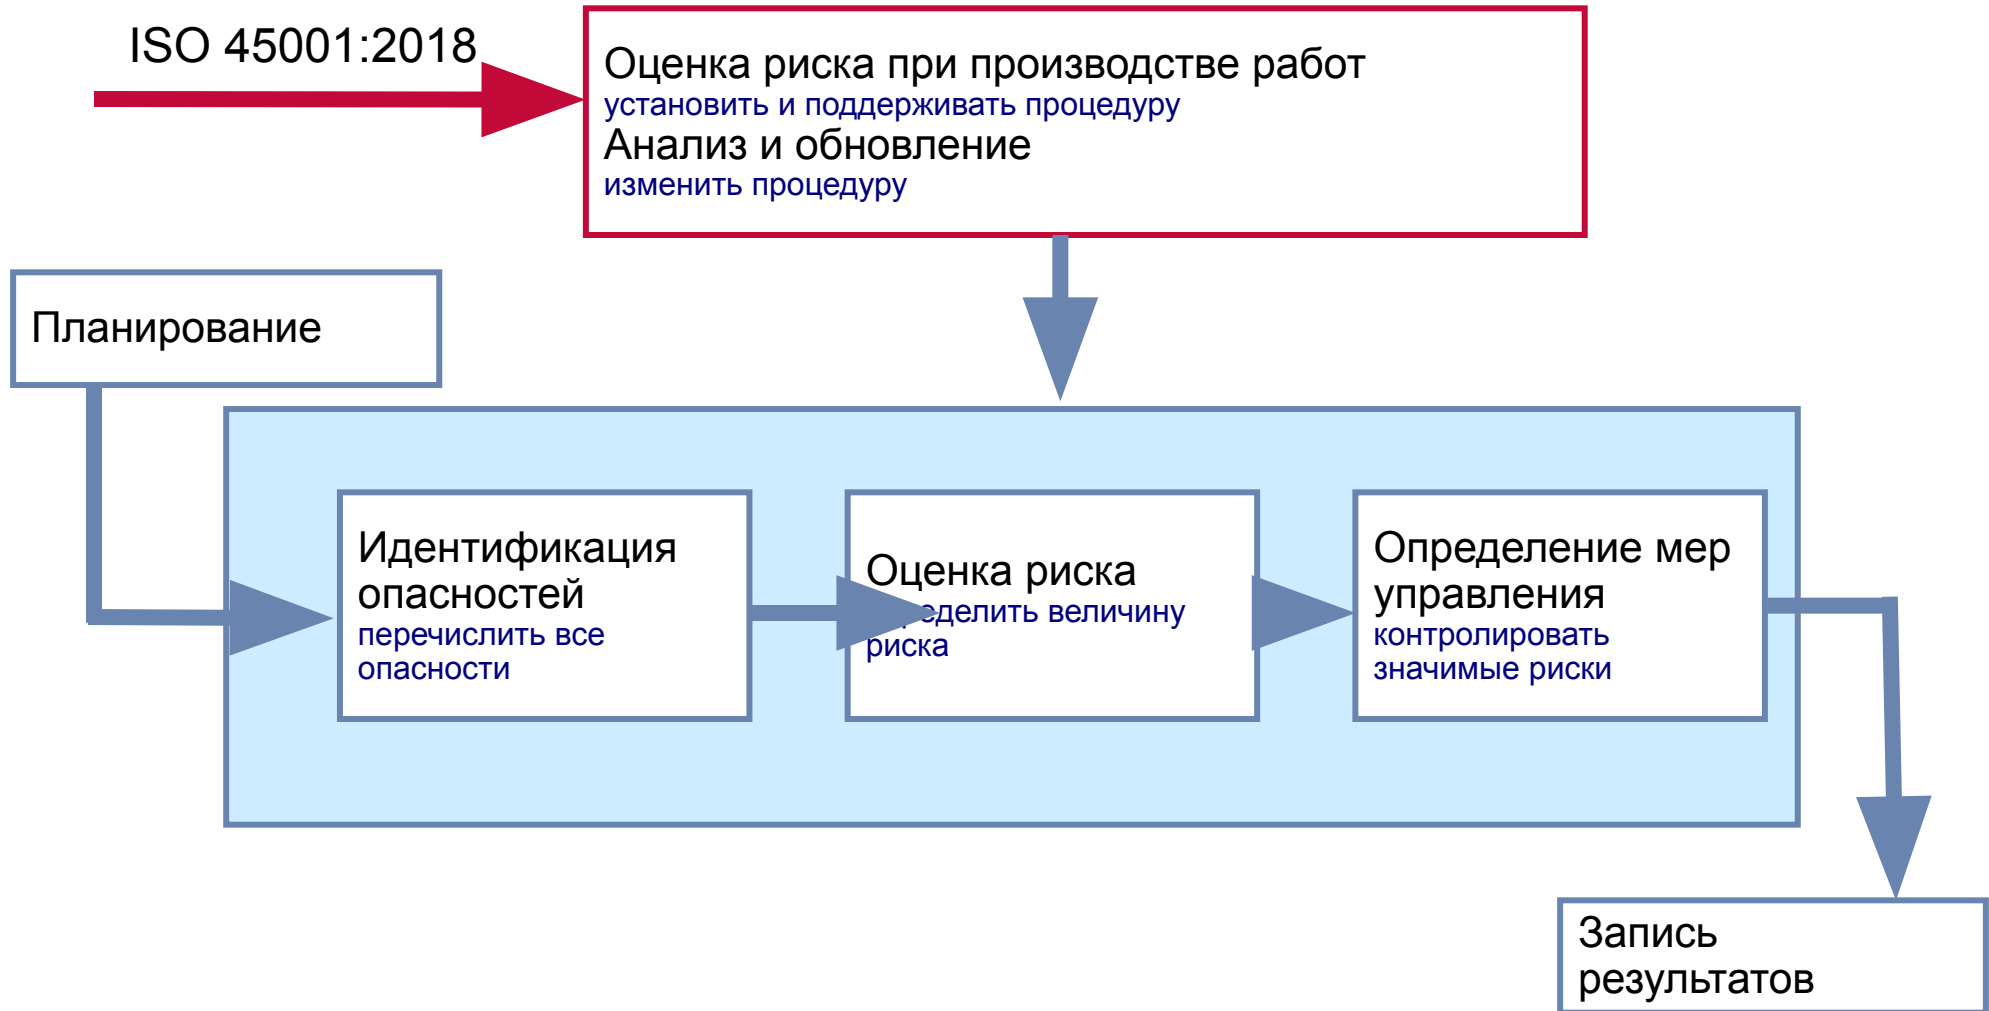 ISO 45001:2018
Оценка риска при производстве работ
установить и поддерживать процедуру
Анализ и обновление
изменить процедуру
Планирование
Идентификация
опасностей
перечислить все
опасности
Оценка риска
величину
риска
Определение мер
управления
контролировать
значимые риски
Запись
результатов